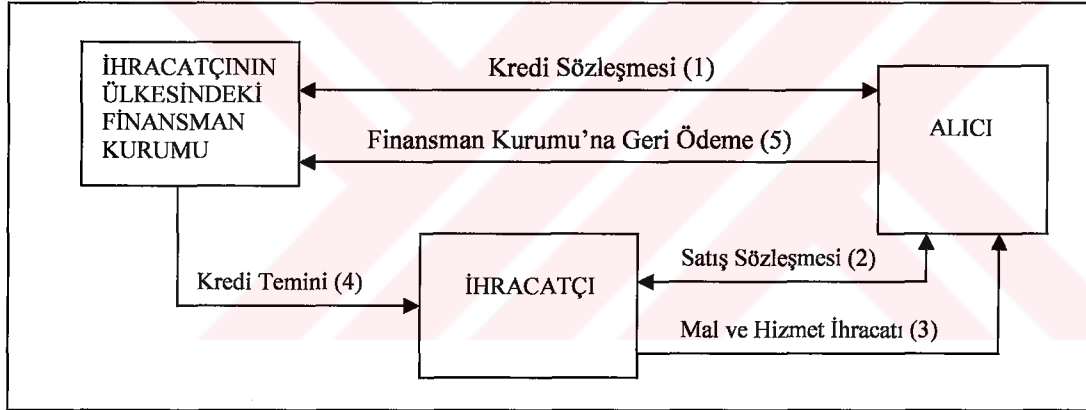 İHRACATÇININ
ÜLKESİNDEKİ
FİNANSMAN
KURUMU
Kredi Sözleşmesi (1)
ALICI
Finansman Kurumu'na Geri Ödeme (5)
Kredi Temini (4)
İHRACATÇI
Satış Sözleşmesi (2)
Mal ve Hizmet İhracatı (3)